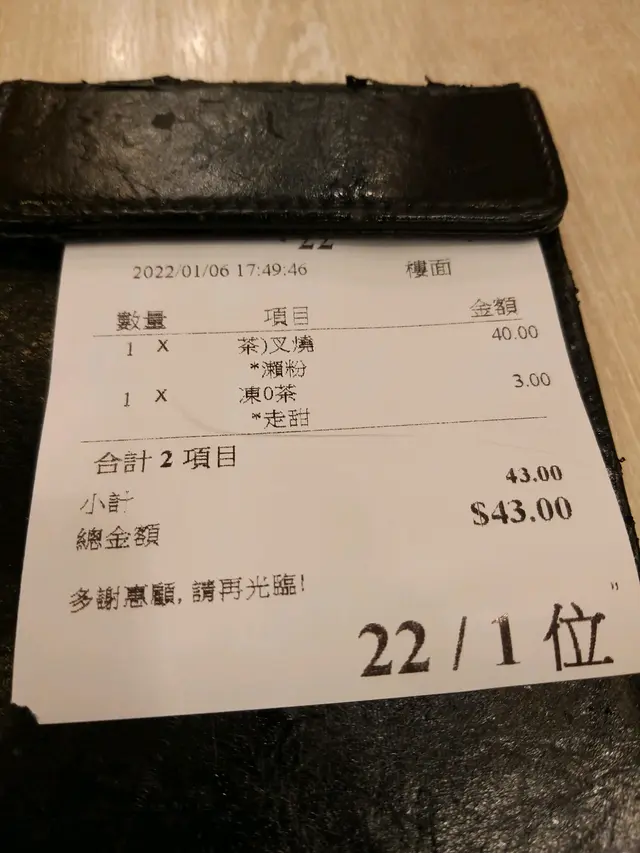 22
2022/01/06 17:49:46 樓面
數量 項目 金額
1 X 茶)叉燒 40.00
*瀨粉
1 X 凍0茶 3.00
*走甜
合計 2 項目
小計 43.00
總金額 $43.00
多謝惠顧,請再光臨!
22 / 1 位